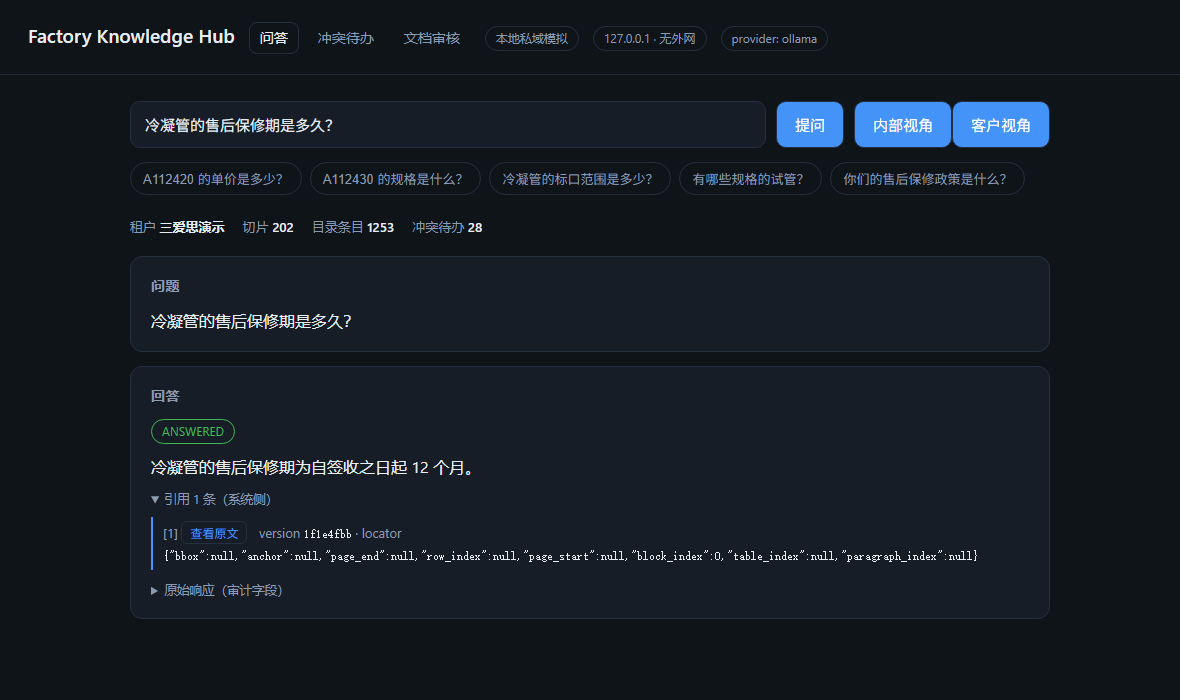 Factory Knowledge Hub 问答 冲突待办 文档审核 本地私域模拟 127.0.0.1 · 无外网 provider: ollama
冷凝管的售后保修期是多久? 提问 内部视角 客户视角
A112420 的单价是多少? A112430 的规格是什么? 冷凝管的标口范围是多少? 有哪些规格的试管? 你们的售后保修政策是什么?
租户 三爱思演示 切片 202 目录条目 1253 冲突待办 28
问题
冷凝管的售后保修期是多久?
回答
ANSWERED
冷凝管的售后保修期为自签收之日起 12 个月。
▼ 引用 1 条（系统侧）
[1] 查看原文 version 1f1e4fbb · locator
{"bbox":null,"anchor":null,"page_end":null,"row_index":null,"page_start":null,"block_index":0,"table_index":null,"paragraph_index":null}
▶ 原始响应（审计字段）